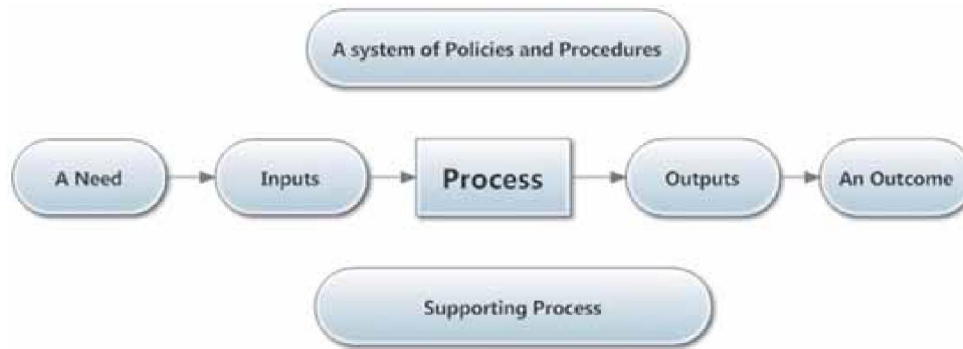 A system of Policies and Procedures
A Need
Inputs
Process
Outputs
An Outcome
Supporting Process